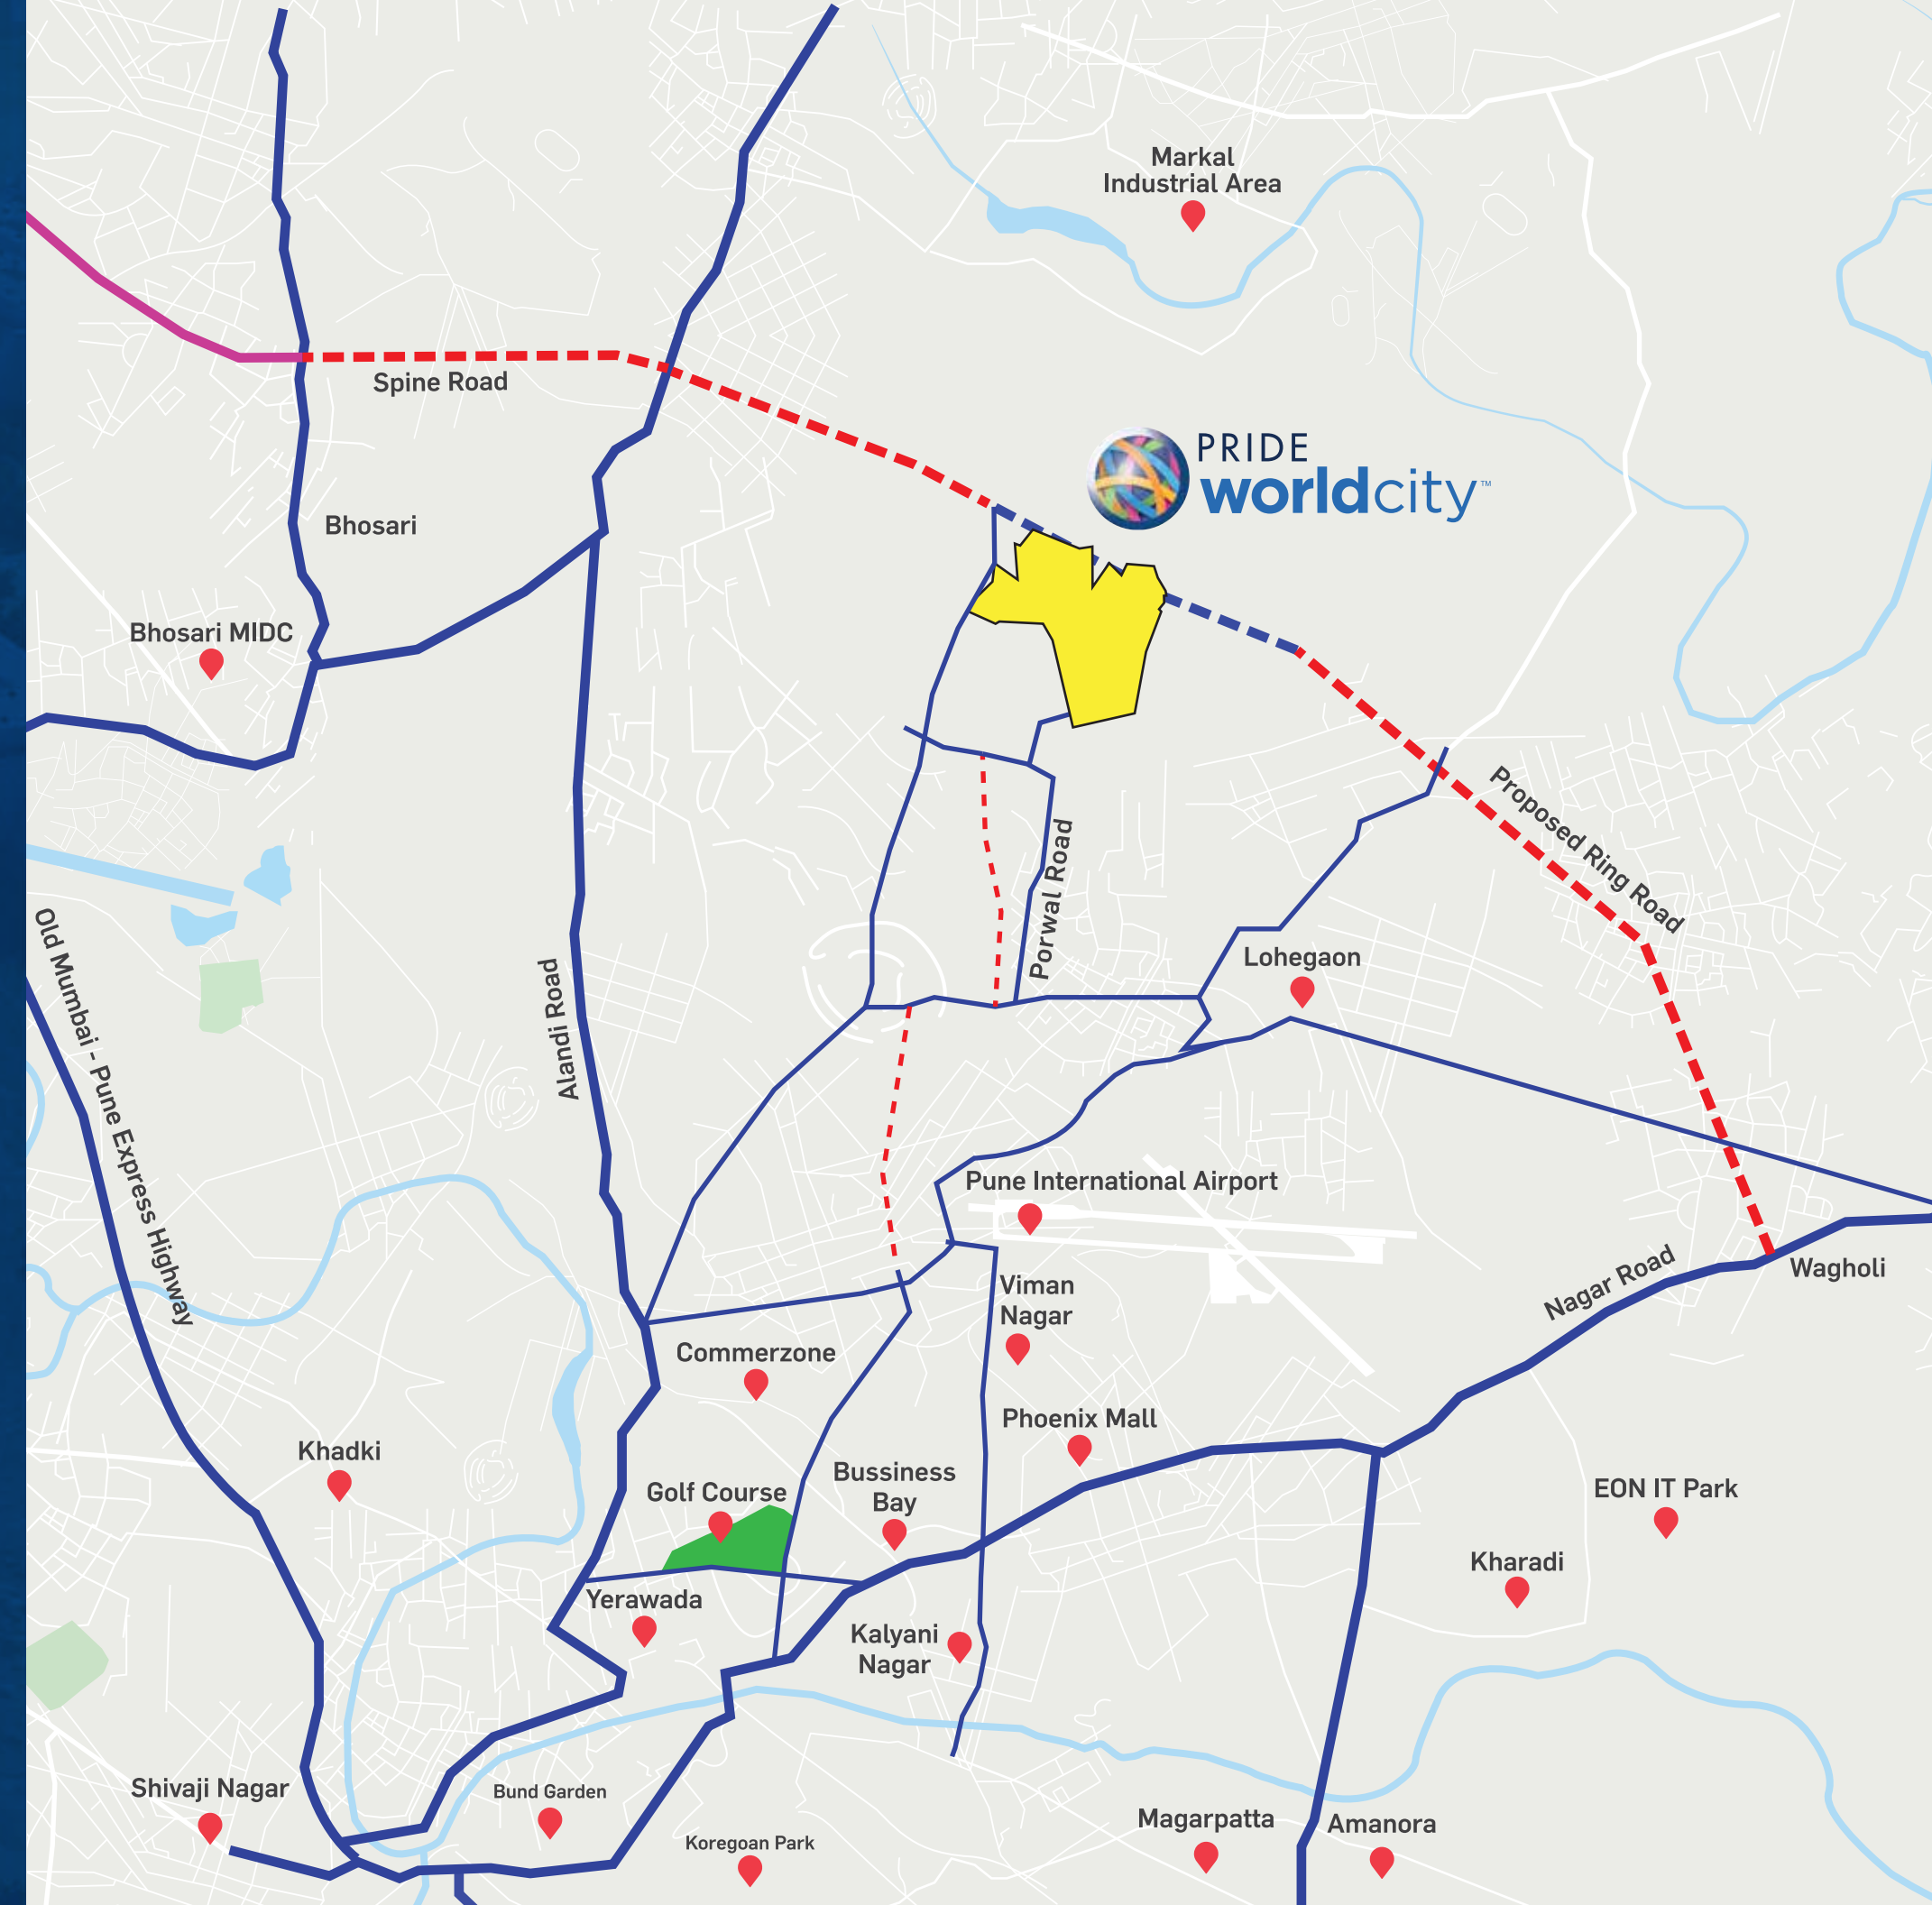 Markal
Industrial Area
Spine Road
PRIDE
worldcity™
Bhosari
Bhosari MIDC
Proposed Ring Road
Porwal Road
Old Mumbai - Pune Express Highway
Alandi Road
Lohegaon
Pune International Airport
Nagar Road
Wagholi
Viman
Nagar
Commerzone
Phoenix Mall
Khadki
Golf Course
Bussiness
Bay
EON IT Park
Kharadi
Yerawada
Kalyani
Nagar
Shivaji Nagar
Bund Garden
Koregoan Park
Magarpatta
Amanora